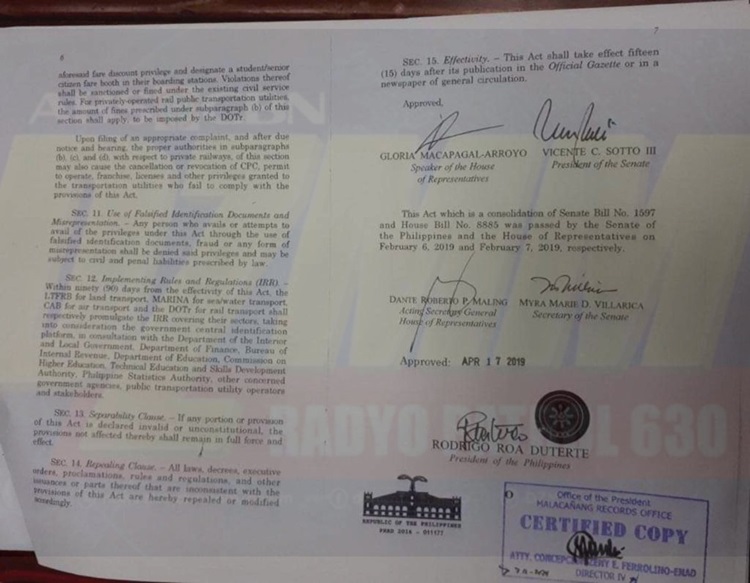 6
aforesaid fare discount privilege and designate a student/senior
citizen fare booth in their boarding stations. Violations thereof
shall be sanctioned or fined under the existing civil service
rules. For privately-operated rail public transportation utilities,
the amount of fines prescribed under subparagraph (b) of this
section shall apply, to be imposed by the DOTr.
Upon filing of an appropriate complaint, and after due
notice and hearing, the proper authorities in subparagraphs
(b), (c), and (d), with respect to private railways, of this section
may also cause the cancellation or revocation of CPC, permit
to operate, franchise, licenses and other privileges granted to
the transportation utilities who fail to comply with the
provisions of this Act.
SEC. 11. Use of Falsified Identification Documents and
Misrepresentation. – Any person who avails or attempts to
avail of the privileges under this Act through the use of
falsified identification documents, fraud or any form of
misrepresentation shall be denied said privileges and may be
subject to civil and penal liabilities prescribed by law.
SEC. 12. Implementing Rules and Regulations (IRR). –
Within ninety (90) days from the effectivity of this Act, the
LTFRB for land transport, MARINA for sea/water transport,
CAB for air transport and the DOTr for rail transport shall
respectively promulgate the IRR covering their sectors, taking
into consideration the government central identification
platform, in consultation with the Department of the Interior
and Local Government, Department of Finance, Bureau of
Internal Revenue, Department of Education, Commission on
Higher Education, Technical Education and Skills Development
Authority, Philippine Statistics Authority, other concerned
government agencies, public transportation utility operators
and stakeholders.
SEC. 13. Separability Clause. – If any portion or provision
of this Act is declared invalid or unconstitutional, the
provisions not affected thereby shall remain in full force and
effect.
SEC. 14. Repealing Clause. – All laws, decrees, executive
orders, proclamations, rules and regulations, and other
issuances or parts thereof that are inconsistent with the
provisions of this Act are hereby repealed or modified
accordingly.
7
SEC. 15. Effectivity. – This Act shall take effect fifteen
(15) days after its publication in the Official Gazette or in a
newspaper of general circulation.
Approved,
GLORIA MACAPAGAL-ARROYO VICENTE C. SOTTO III
Speaker of the House President of the Senate
of Representatives
This Act which is a consolidation of Senate Bill No. 1597
and House Bill No. 8885 was passed by the Senate of
the Philippines and the House of Representatives on
February 6, 2019 and February 7, 2019, respectively.
DANTE ROBERTO P. MALING MYRA MARIE D. VILLARICA
Acting Secretary General Secretary of the Senate
House of Representatives
Approved: APR 17 2019
RODRIGO ROA DUTERTE
President of the Philippines
REPUBLIC OF THE PHILIPPINES
PRRD 2016 - 011177
Office of the President
MALACAÑANG RECORDS OFFICE
CERTIFIED COPY
ATTY. CONCEPCION E. FERROLINO-ENAD
DIRECTOR IV
RADYO PATROL 630